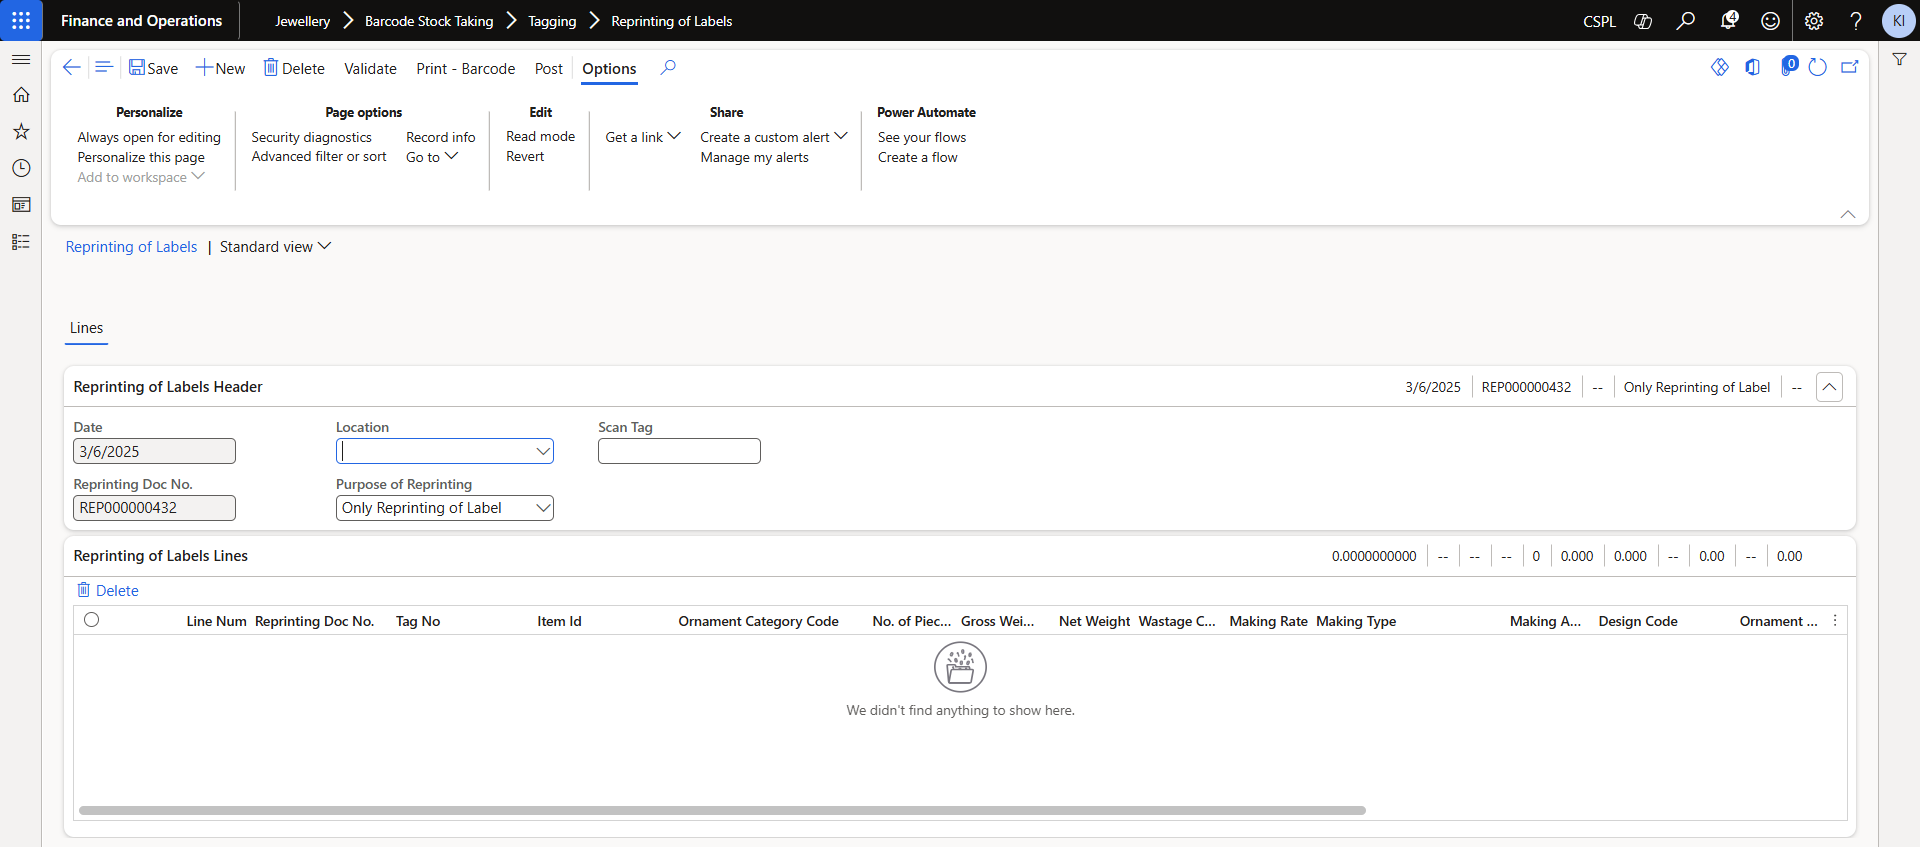 Finance and Operations Jewellery Barcode Stock Taking Tagging Reprinting of Labels CSPL 4 KI
Save New Delete Validate Print - Barcode Post Options 0
Personalize Page options Edit Share Power Automate
Always open for editing Security diagnostics Record info Read mode Get a link Create a custom alert See your flows
Personalize this page Advanced filter or sort Go to Revert Manage my alerts Create a flow
Add to workspace
Reprinting of Labels | Standard view
Lines
Reprinting of Labels Header 3/6/2025 REP000000432 -- Only Reprinting of Label --
Date Location Scan Tag
3/6/2025
Reprinting Doc No. Purpose of Reprinting
REP000000432 Only Reprinting of Label
Reprinting of Labels Lines 0.0000000000 -- -- -- 0 0.000 0.000 -- 0.00 -- 0.00
Delete
Line Num Reprinting Doc No. Tag No Item Id Ornament Category Code No. of Piec... Gross Wei... Net Weight Wastage C... Making Rate Making Type Making A... Design Code Ornament ...
We didn't find anything to show here.